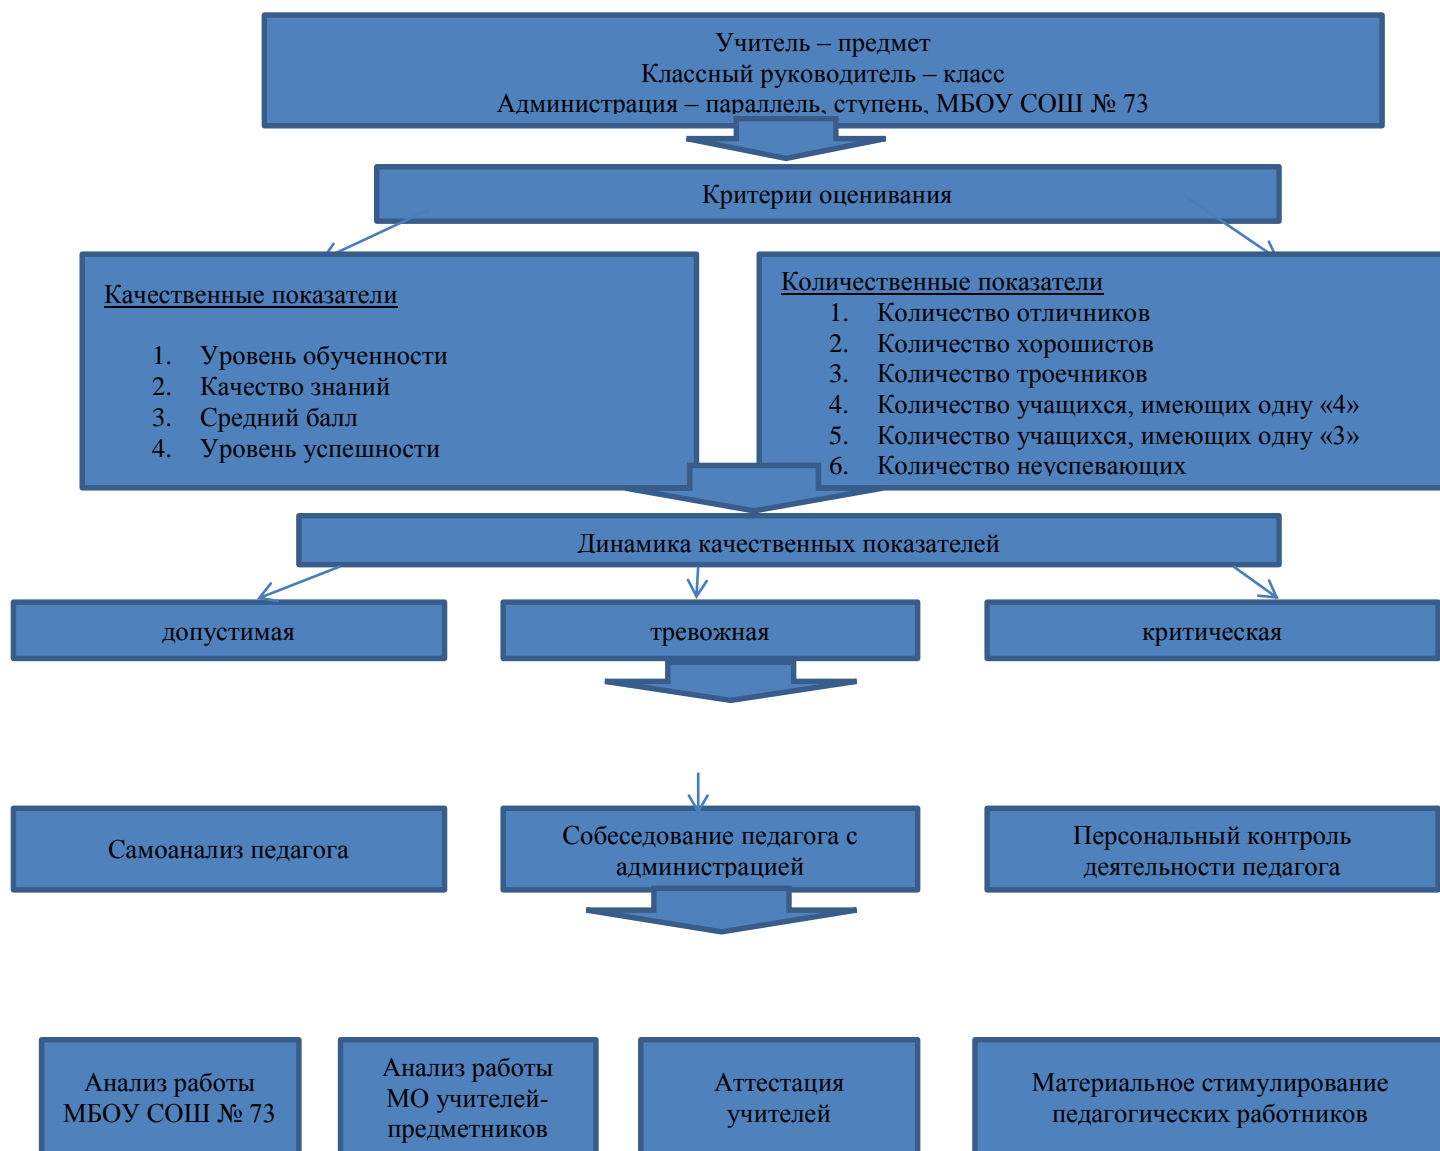 Учитель – предмет
Классный руководитель – класс
Администрация – параллель, ступень, МБОУ СОШ № 73
Критерии оценивания
Качественные показатели
1. Уровень обученности
2. Качество знаний
3. Средний балл
4. Уровень успешности
Количественные показатели
1. Количество отличников
2. Количество хорошистов
3. Количество троечников
4. Количество учащихся, имеющих одну «4»
5. Количество учащихся, имеющих одну «3»
6. Количество неуспевающих
Динамика качественных показателей
допустимая
тревожная
критическая
Самоанализ педагога
Собеседование педагога с
администрацией
Персональный контроль
деятельности педагога
Анализ работы
МБОУ СОШ № 73
Анализ работы
МО учителей-
предметников
Аттестация
учителей
Материальное стимулирование
педагогических работников